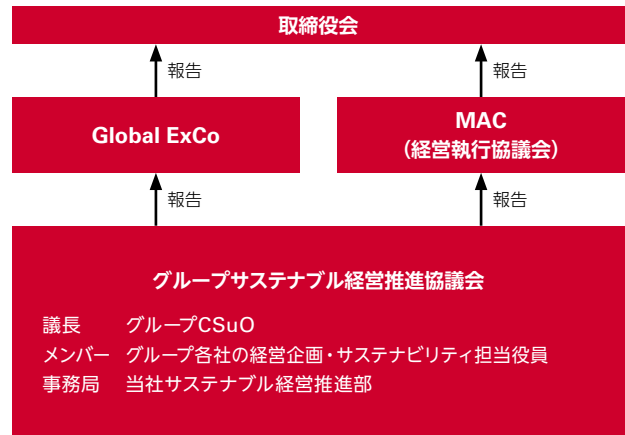 取締役会
報告
報告
Global ExCo
MAC
（経営執行協議会）
報告
報告
グループサステナブル経営推進協議会
議長 グループCSuO
メンバー グループ各社の経営企画・サステナビリティ担当役員
事務局 当社サステナブル経営推進部